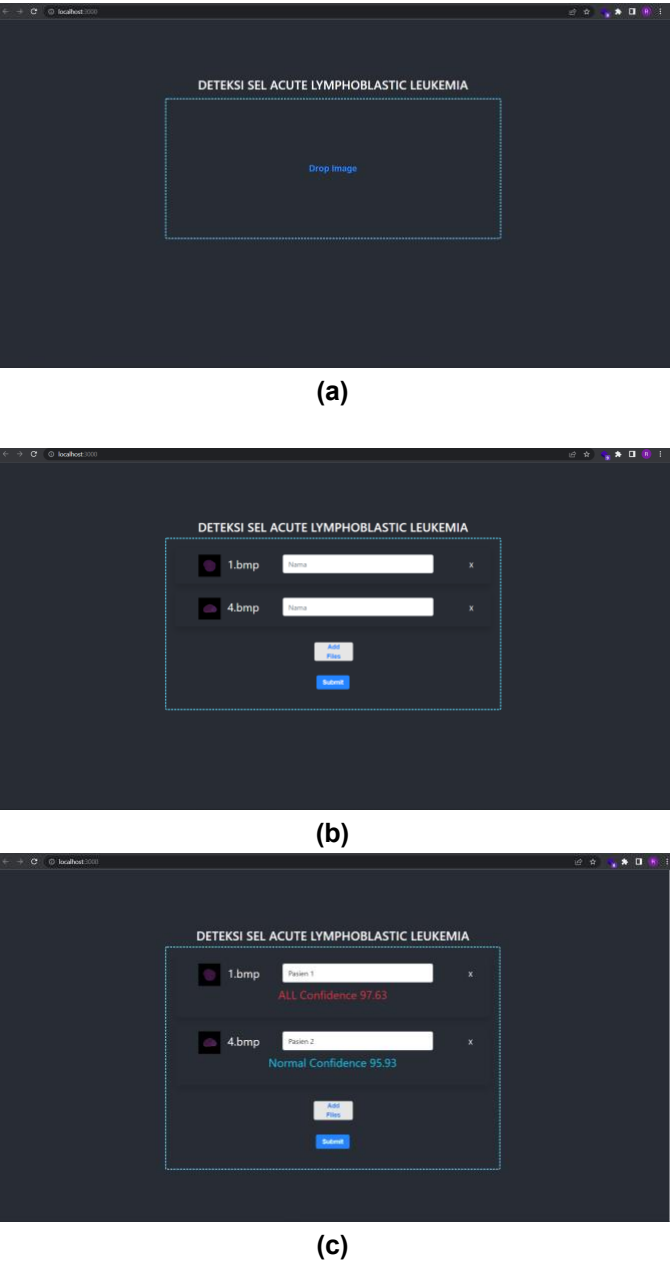 localhost:3000
DETEKSI SEL ACUTE LYMPHOBLASTIC LEUKEMIA
Drop Image
(a)
localhost:3000
DETEKSI SEL ACUTE LYMPHOBLASTIC LEUKEMIA
1.bmp Nama x
4.bmp Nama x
Add
Files
Submit
(b)
localhost:3000
DETEKSI SEL ACUTE LYMPHOBLASTIC LEUKEMIA
1.bmp Pasien 1 x
ALL Confidence 97.63
4.bmp Pasien 2 x
Normal Confidence 95.93
Add
Files
Submit
(c)